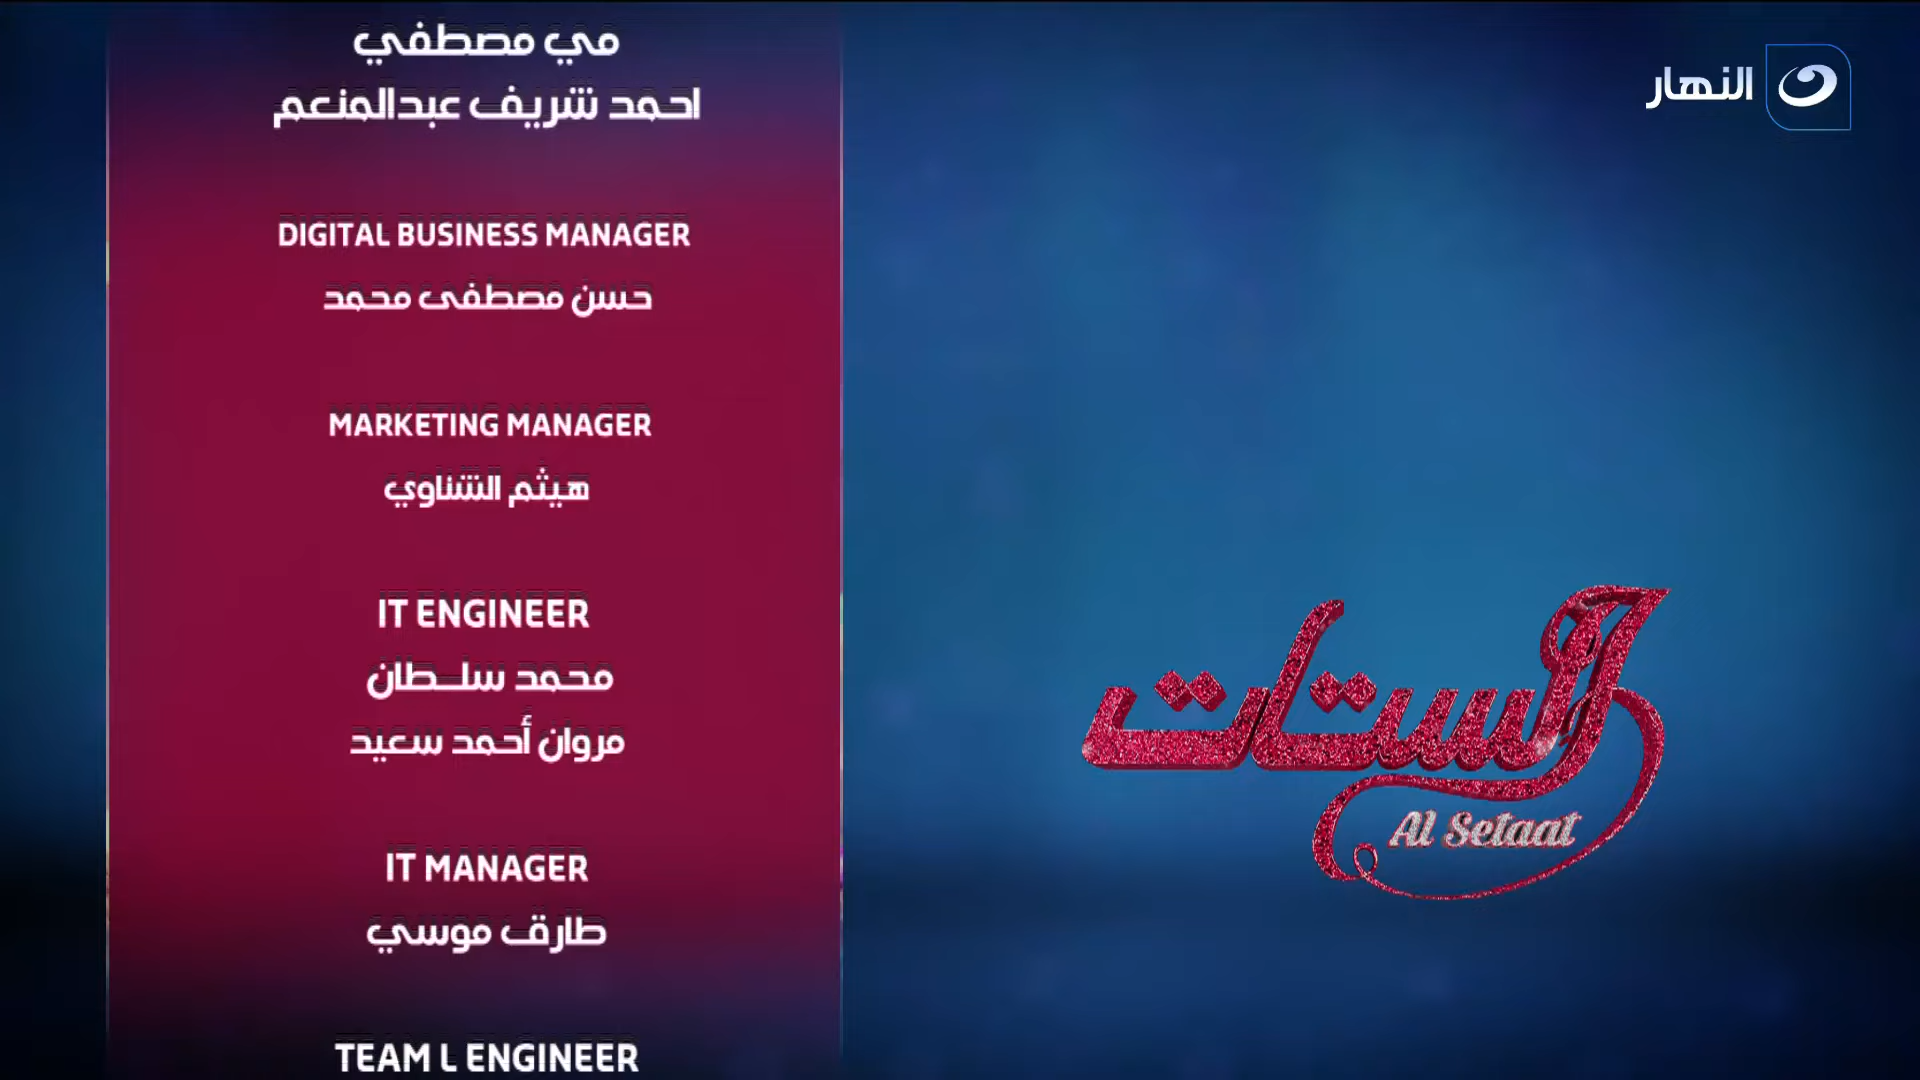 مي مصطفي
احمد شريف عبدالمنعم
DIGITAL BUSINESS MANAGER
حسن مصطفى محمد
MARKETING MANAGER
هيثم الشناوي
IT ENGINEER
محمد سلـطان
مروان أحمد سعيد
IT MANAGER
طارق موسي
TEAM L ENGINEER
النهار
الستات
Al Setaat